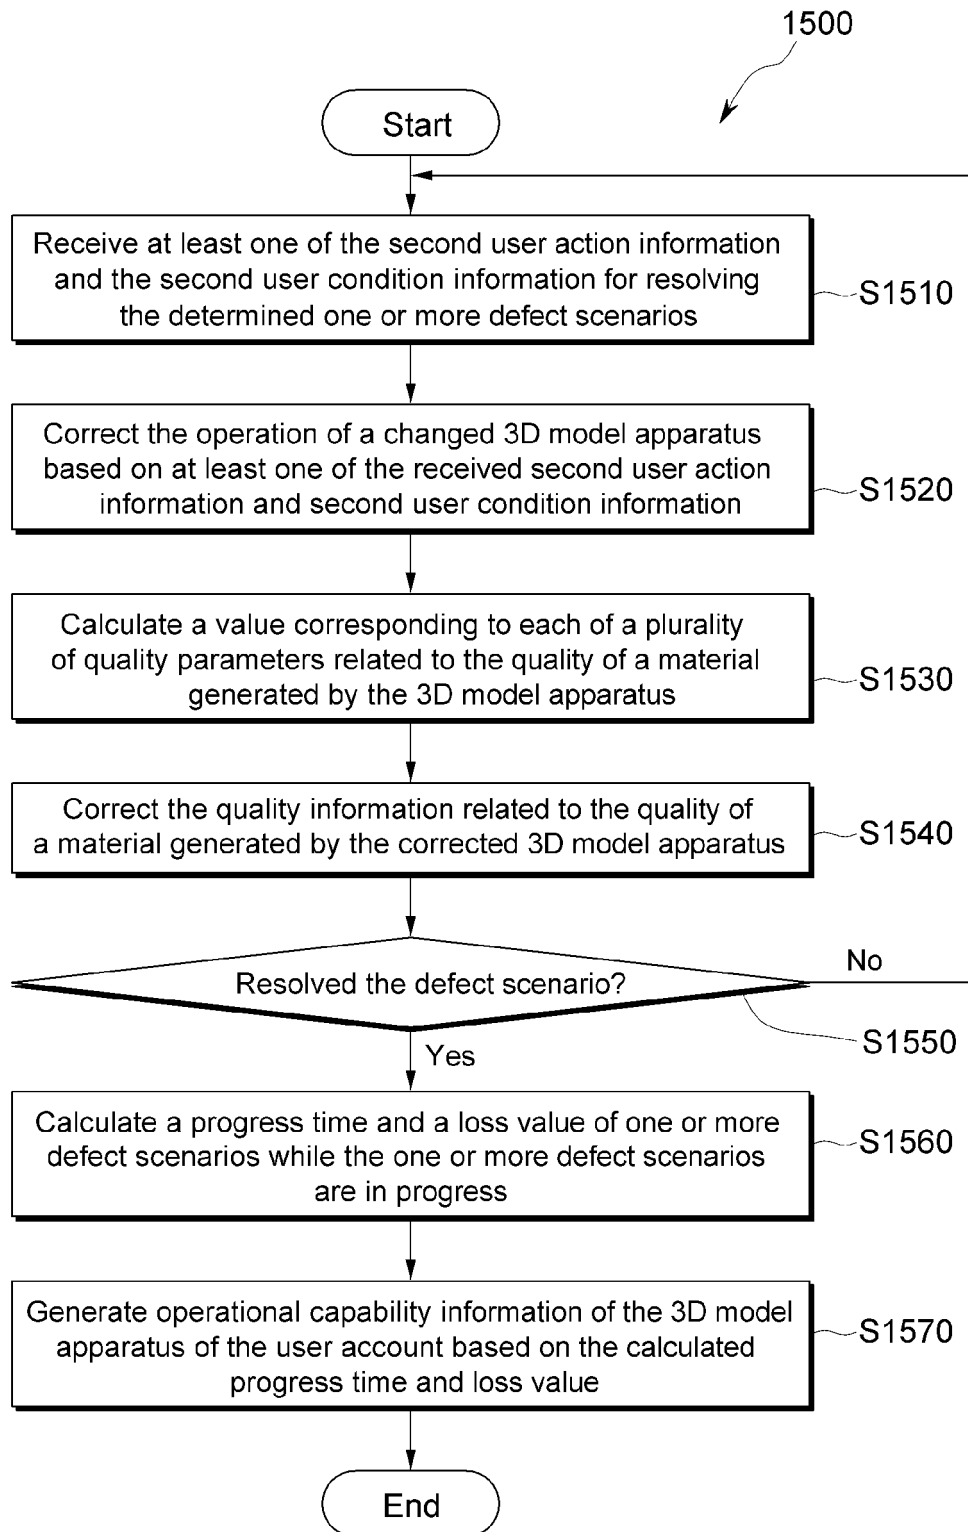 1500
Start
Receive at least one of the second user action information
and the second user condition information for resolving
the determined one or more defect scenarios
S1510
Correct the operation of a changed 3D model apparatus
based on at least one of the received second user action
information and second user condition information
S1520
Calculate a value corresponding to each of a plurality
of quality parameters related to the quality of a material
generated by the 3D model apparatus
S1530
Correct the quality information related to the quality of
a material generated by the corrected 3D model apparatus
S1540
Resolved the defect scenario?
No
S1550
Yes
Calculate a progress time and a loss value of one or more
defect scenarios while the one or more defect scenarios
are in progress
S1560
Generate operational capability information of the 3D model
apparatus of the user account based on the calculated
progress time and loss value
S1570
End